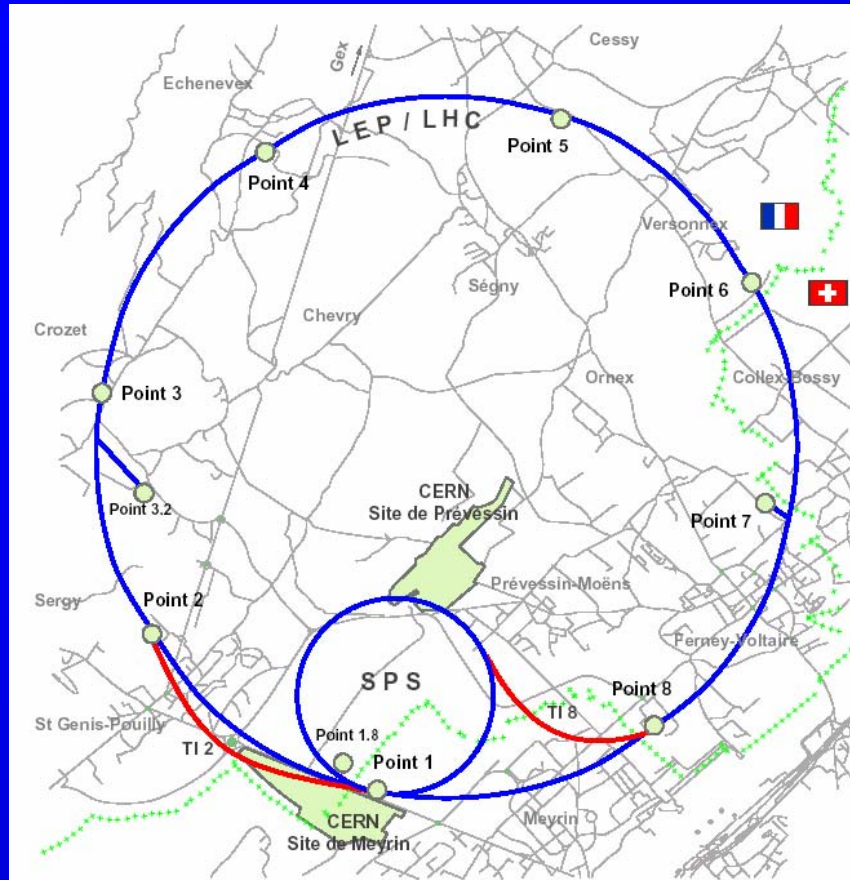 Cessy
Gex
Echenevex
LEP / LHC
Point 5
Point 4
Versonnex
Ségny
Point 6
Chevry
Crozet
Ornex
Collex-Bossy
Point 3
CERN
Site de Prévessin
Point 3.2
Point 7
Prévessin-Moëns
Sergy
Point 2
Ferney-Voltaire
SPS
Point 8
TI 8
St Genis-Pouilly
Point 1.8
TI 2
Point 1
CERN
Site de Meyrin
Meyrin